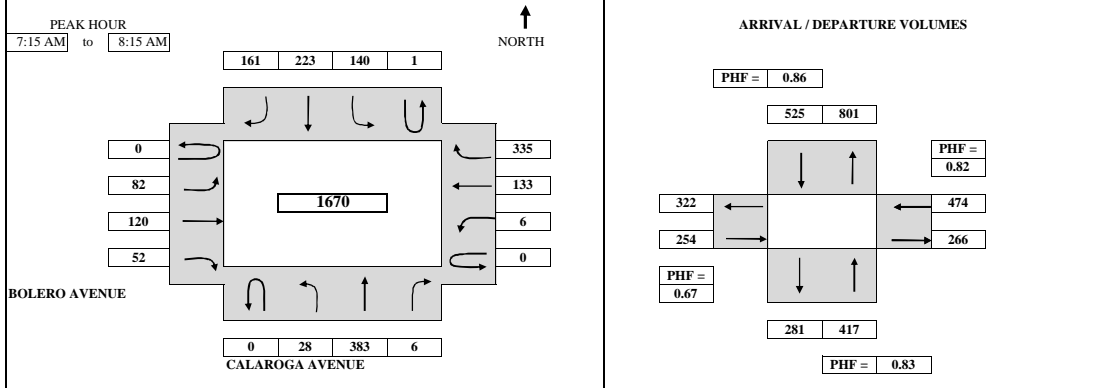 PEAK HOUR
7:15 AM to 8:15 AM
NORTH
161 223 140 1
0 335
82 133
1670
120 6
52 0
BOLERO AVENUE
0 28 383 6
CALAROGA AVENUE
ARRIVAL / DEPARTURE VOLUMES
PHF = 0.86
525 801
PHF =
0.82
322 474
254 266
PHF =
0.67
281 417
PHF = 0.83